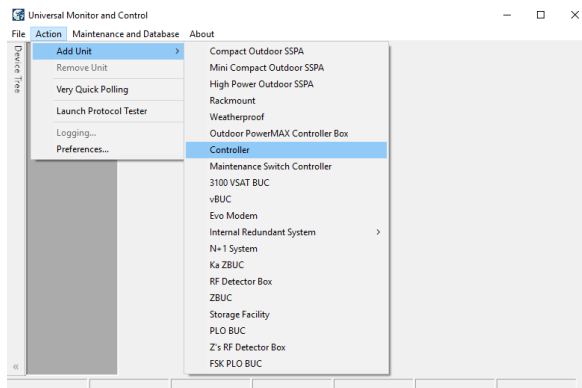 Universal Monitor and Control
File Action Maintenance and Database About
Device Tree
Add Unit
Remove Unit
Very Quick Polling
Launch Protocol Tester
Logging...
Preferences...
Compact Outdoor SSPA
Mini Compact Outdoor SSPA
High Power Outdoor SSPA
Rackmount
Weatherproof
Outdoor PowerMAX Controller Box
Controller
Maintenance Switch Controller
3100 VSAT BUC
vBUC
Evo Modem
Internal Redundant System
N+1 System
Ka ZBUC
RF Detector Box
ZBUC
Storage Facility
PLO BUC
Z's RF Detector Box
FSK PLO BUC